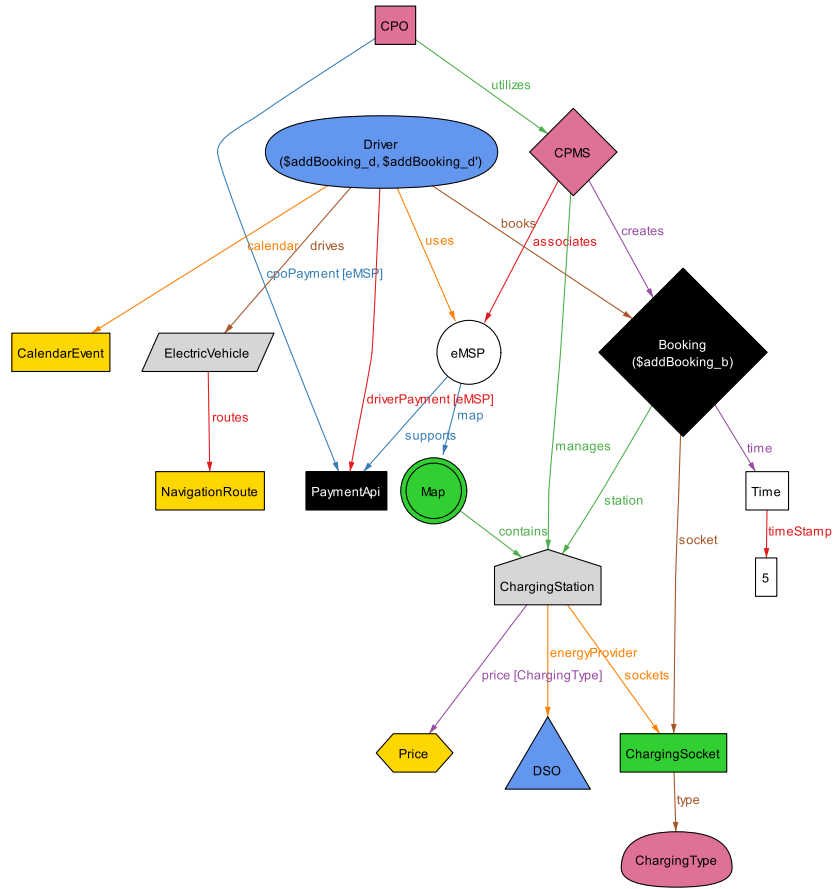 CPO
utilizes
Driver
($addBooking_d, $addBooking_d')
CPMS
books
creates
associates
uses
calendar
drives
cpoPayment [eMSP]
CalendarEvent
ElectricVehicle
eMSP
Booking
($addBooking_b)
driverPayment [eMSP]
map
routes
supports
manages
time
NavigationRoute
PaymentApi
Map
station
Time
contains
socket
timeStamp
ChargingStation
5
energyProvider
price [ChargingType]
sockets
Price
DSO
ChargingSocket
type
ChargingType